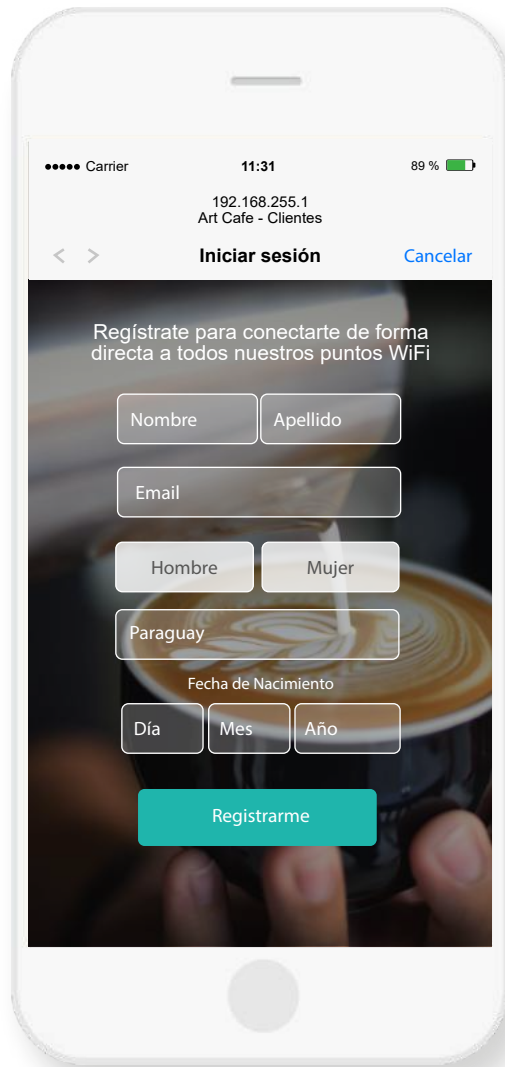 Carrier 11:31 89 %
192.168.255.1
Art Cafe - Clientes
< > Iniciar sesión Cancelar
Regístrate para conectarte de forma
directa a todos nuestros puntos WiFi
Nombre Apellido
Email
Hombre Mujer
Paraguay
Fecha de Nacimiento
Día Mes Año
Registrarme